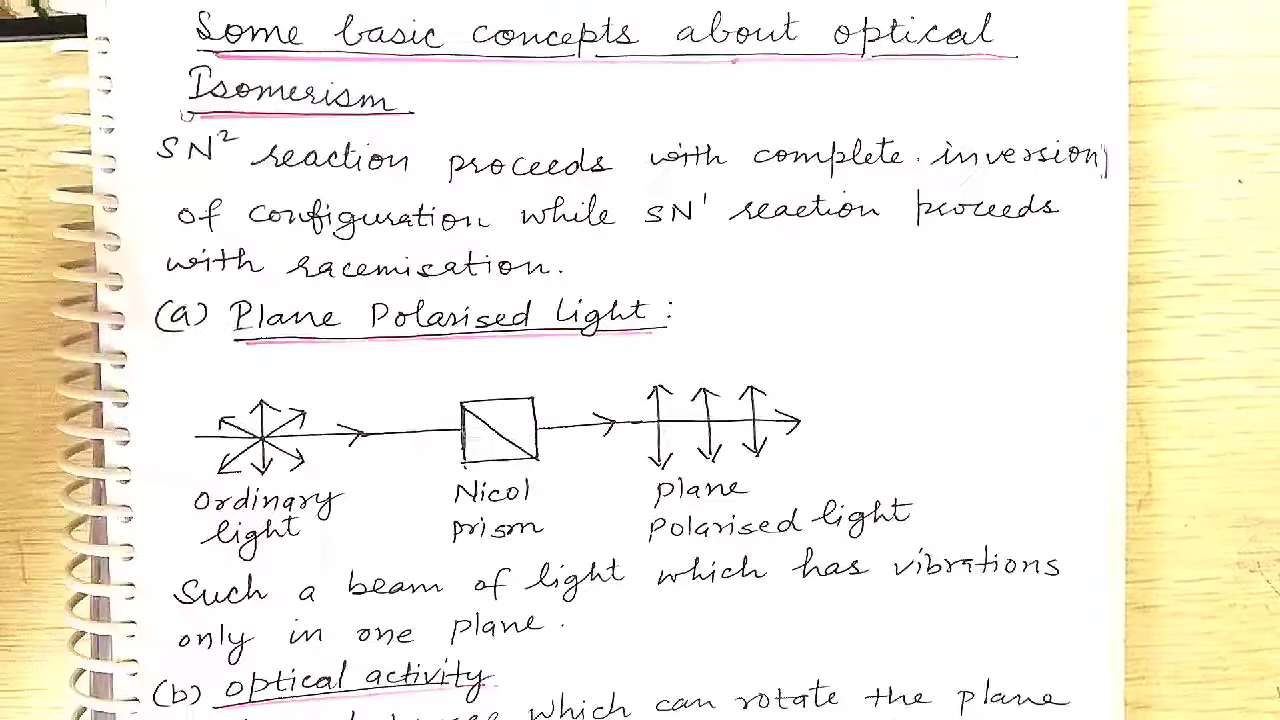 Some basic concepts about optical
Isomerism
SN² reaction proceeds with complete inversion
of configuration while SN¹ reaction proceeds
with racemisation.
(a) Plane Polarised light :
Ordinary
light
Nicol
prism
plane
Polarised light
Such a beam of light which has vibrations
only in one plane.
(b) optical activity
which can rotate the plane